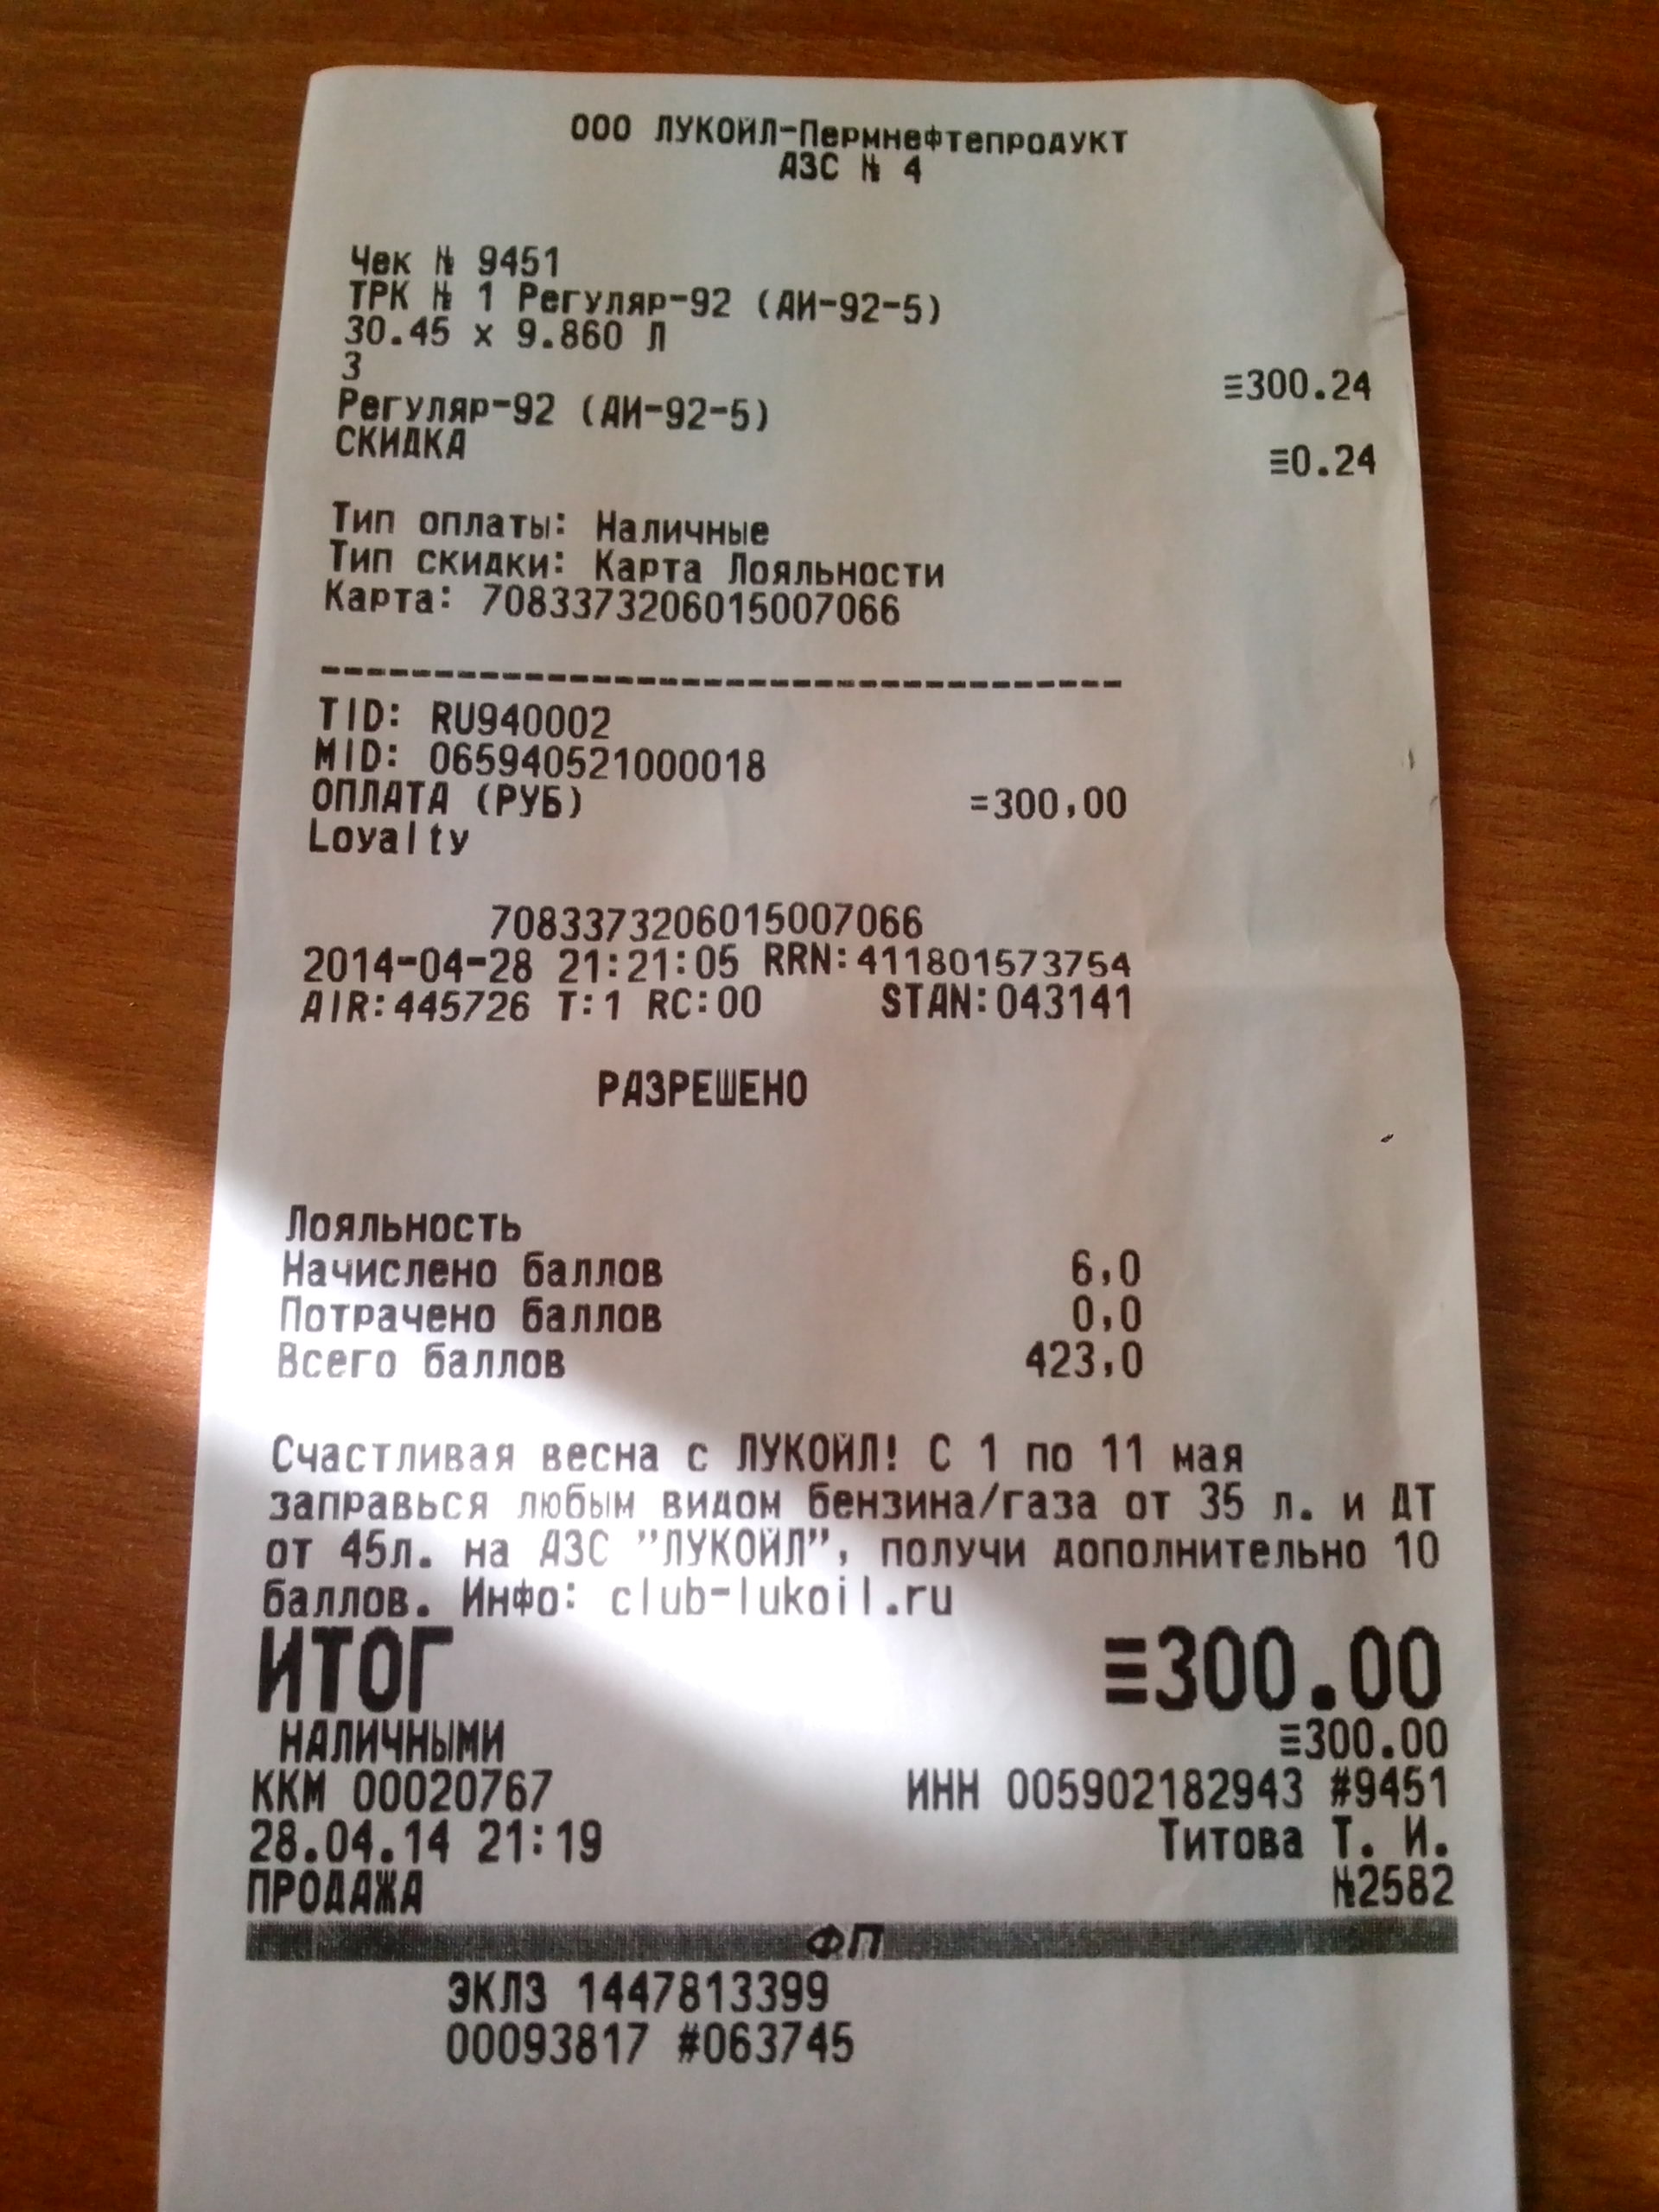 ООО ЛУКОЙЛ-Пермнефтепродукт
АЗС № 4
Чек № 9451
ТРК № 1 Регуляр-92 (АИ-92-5)
30.45 x 9.860 Л
3 ≡300.24
Регуляр-92 (АИ-92-5)
СКИДКА ≡0.24
Тип оплаты: Наличные
Тип скидки: Карта Лояльности
Карта: 7083373206015007066
------------------------------------
TID: RU940002
MID: 065940521000018
ОПЛАТА (РУБ) =300,00
Loyalty
7083373206015007066
2014-04-28 21:21:05 RRN:411801573754
AIR:445726 T:1 RC:00 STAN:043141
РАЗРЕШЕНО
Лояльность
Начислено баллов 6,0
Потрачено баллов 0,0
Всего баллов 423,0
Счастливая весна с ЛУКОЙЛ! С 1 по 11 мая
заправься любым видом бензина/газа от 35 л. и ДТ
от 45л. на АЗС "ЛУКОЙЛ", получи дополнительно 10
баллов. Инфо: club-lukoil.ru
ИТОГ ≡300.00
НАЛИЧНЫМИ ≡300.00
ККМ 00020767 ИНН 005902182943 #9451
28.04.14 21:19 Титова Т. И.
ПРОДАЖА №2582
ФП
ЭКЛЗ 1447813399
00093817 #063745